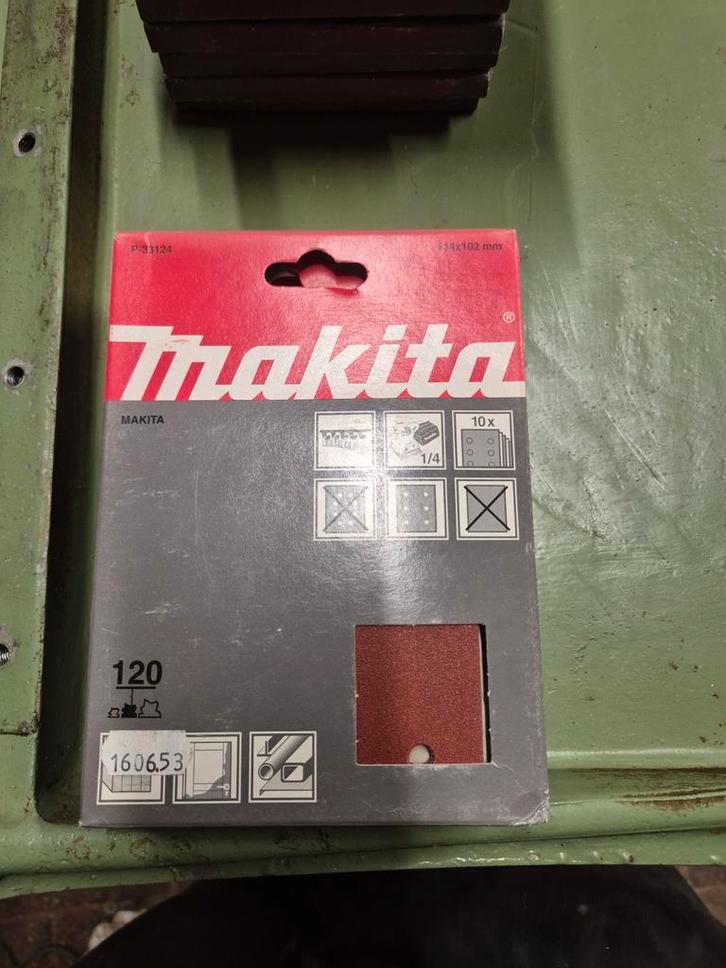 P-33124
114x102 mm
makita®
MAKITA
10 x
1/4
120
160653